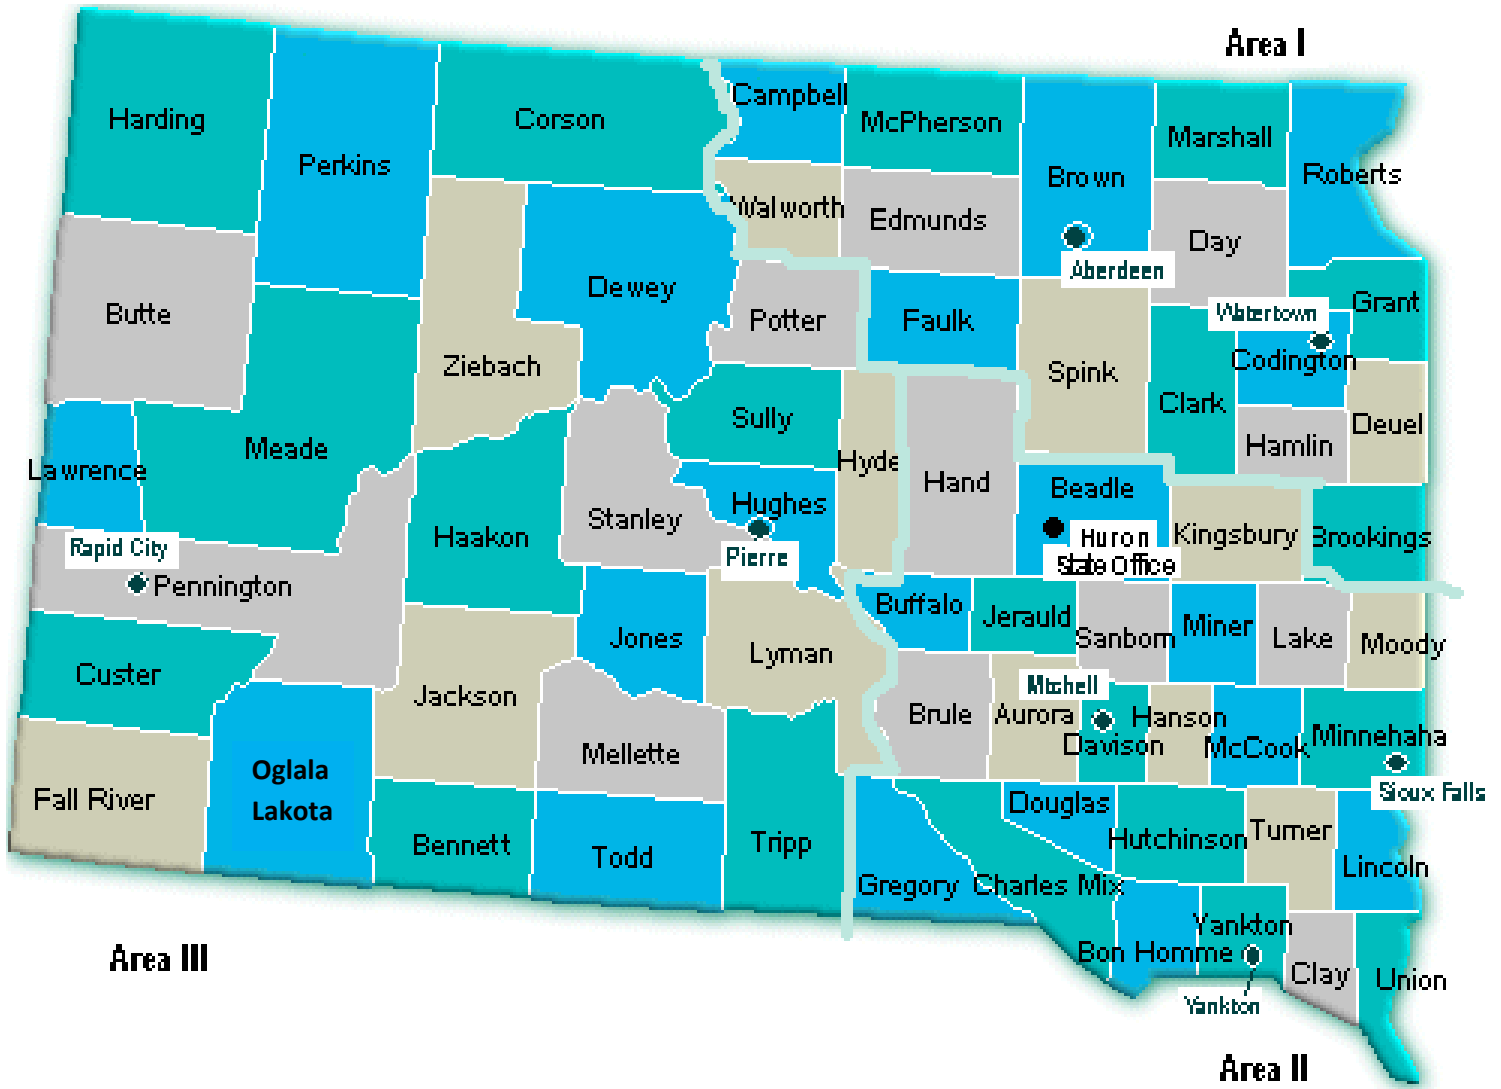 Area I
Campbell
Harding
Corson
McPherson
Marshall
Perkins
Brown
Roberts
Walworth
Edmunds
Day
Aberdeen
Dewey
Grant
Butte
Potter
Faulk
Watertown
Ziebach
Spink
Codington
Clark
Sully
Deuel
Meade
Hamlin
Lawrence
Hyde
Hand
Beadle
Hughes
Stanley
Haakon
Kingsbury
Brookings
Huron
State Office
Rapid City
Pierre
Pennington
Buffalo
Jerauld
Jones
Sanborn
Miner
Lake
Moody
Lyman
Custer
Mitchell
Jackson
Brule
Aurora
Hanson
Davison
McCook
Minnehaha
Mellette
Oglala
Lakota
Sioux Falls
Fall River
Douglas
Turner
Hutchinson
Tripp
Bennett
Todd
Lincoln
Gregory
Charles Mix
Yankton
Bon Homme
Area III
Clay
Union
Yankton
Area II